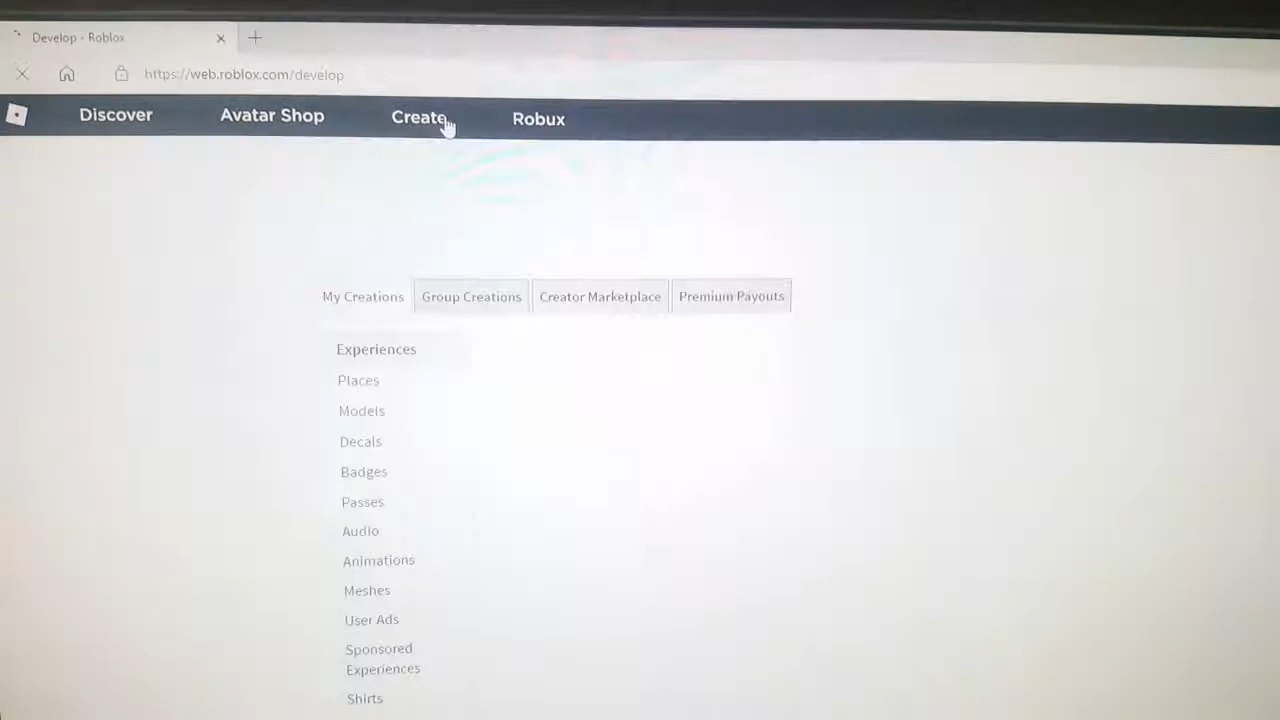 Develop - Roblox
https://web.roblox.com/develop
Discover Avatar Shop Create Robux
My Creations Group Creations Creator Marketplace Premium Payouts
Experiences
Places
Models
Decals
Badges
Passes
Audio
Animations
Meshes
User Ads
Sponsored
Experiences
Shirts